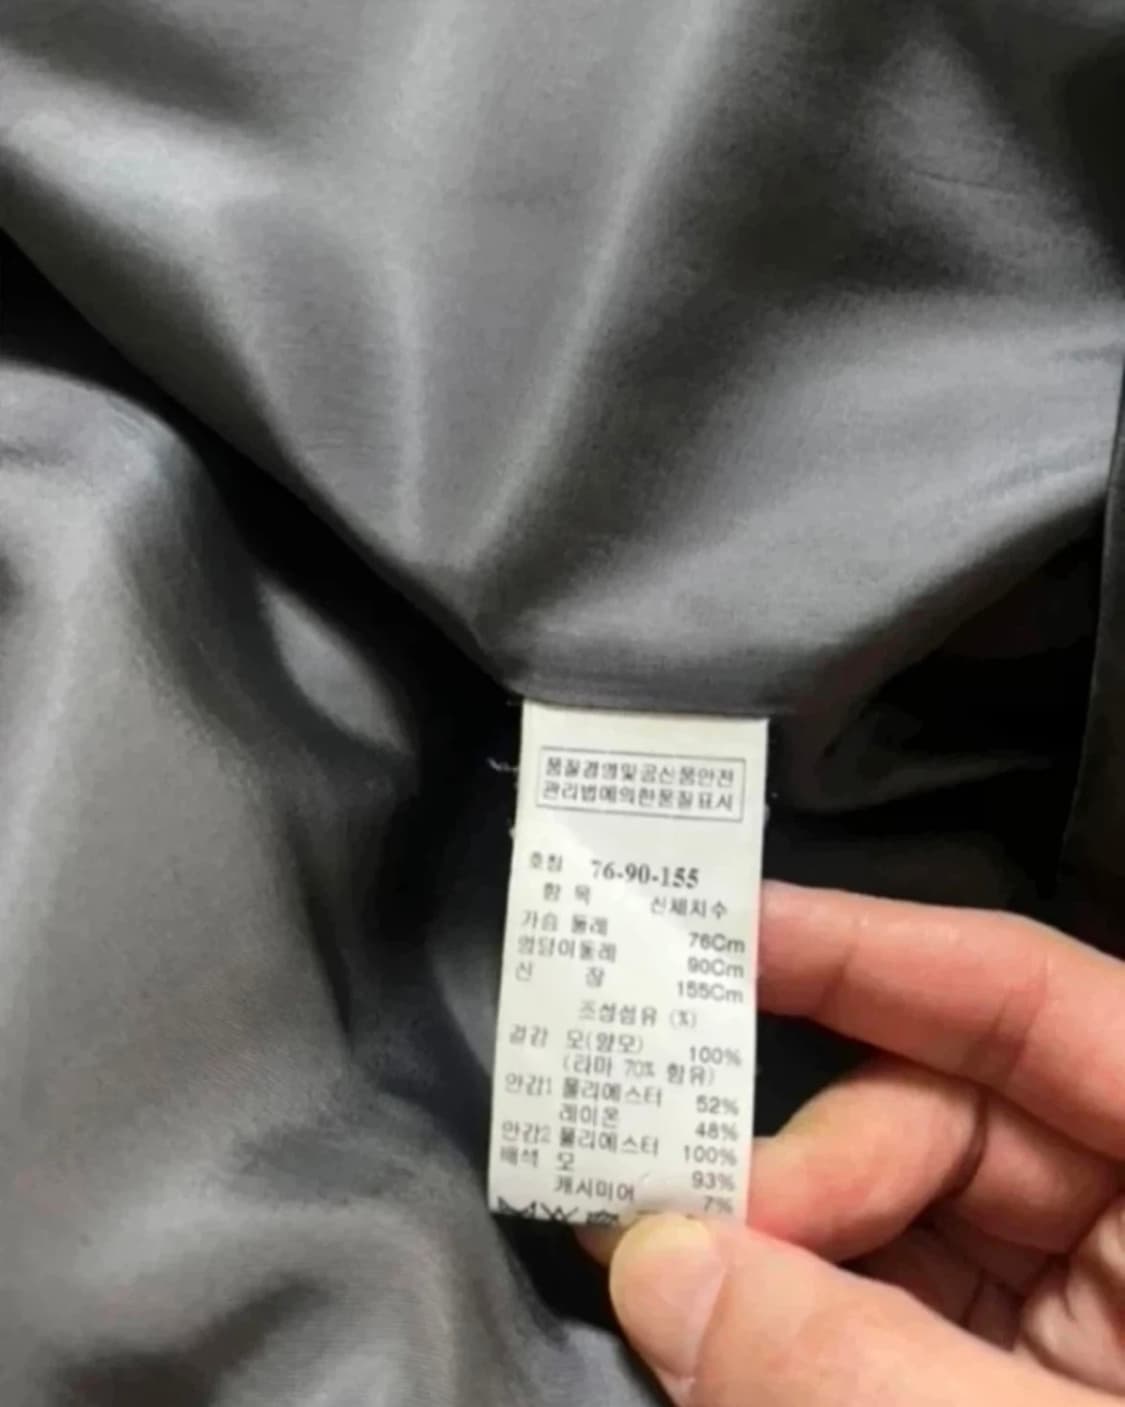 품질경영및공산품안전
관리법에의한품질표시
호칭 76-90-155
항 목 신체치수
가슴 둘레 76Cm
엉덩이둘레 90Cm
신 장 155Cm
조성섬유 (%)
겉감 모(양모) 100%
(라마 70% 함유)
안감1 폴리에스터 52%
레이온 48%
안감2 폴리에스터 100%
배색 모 93%
캐시미어 7%